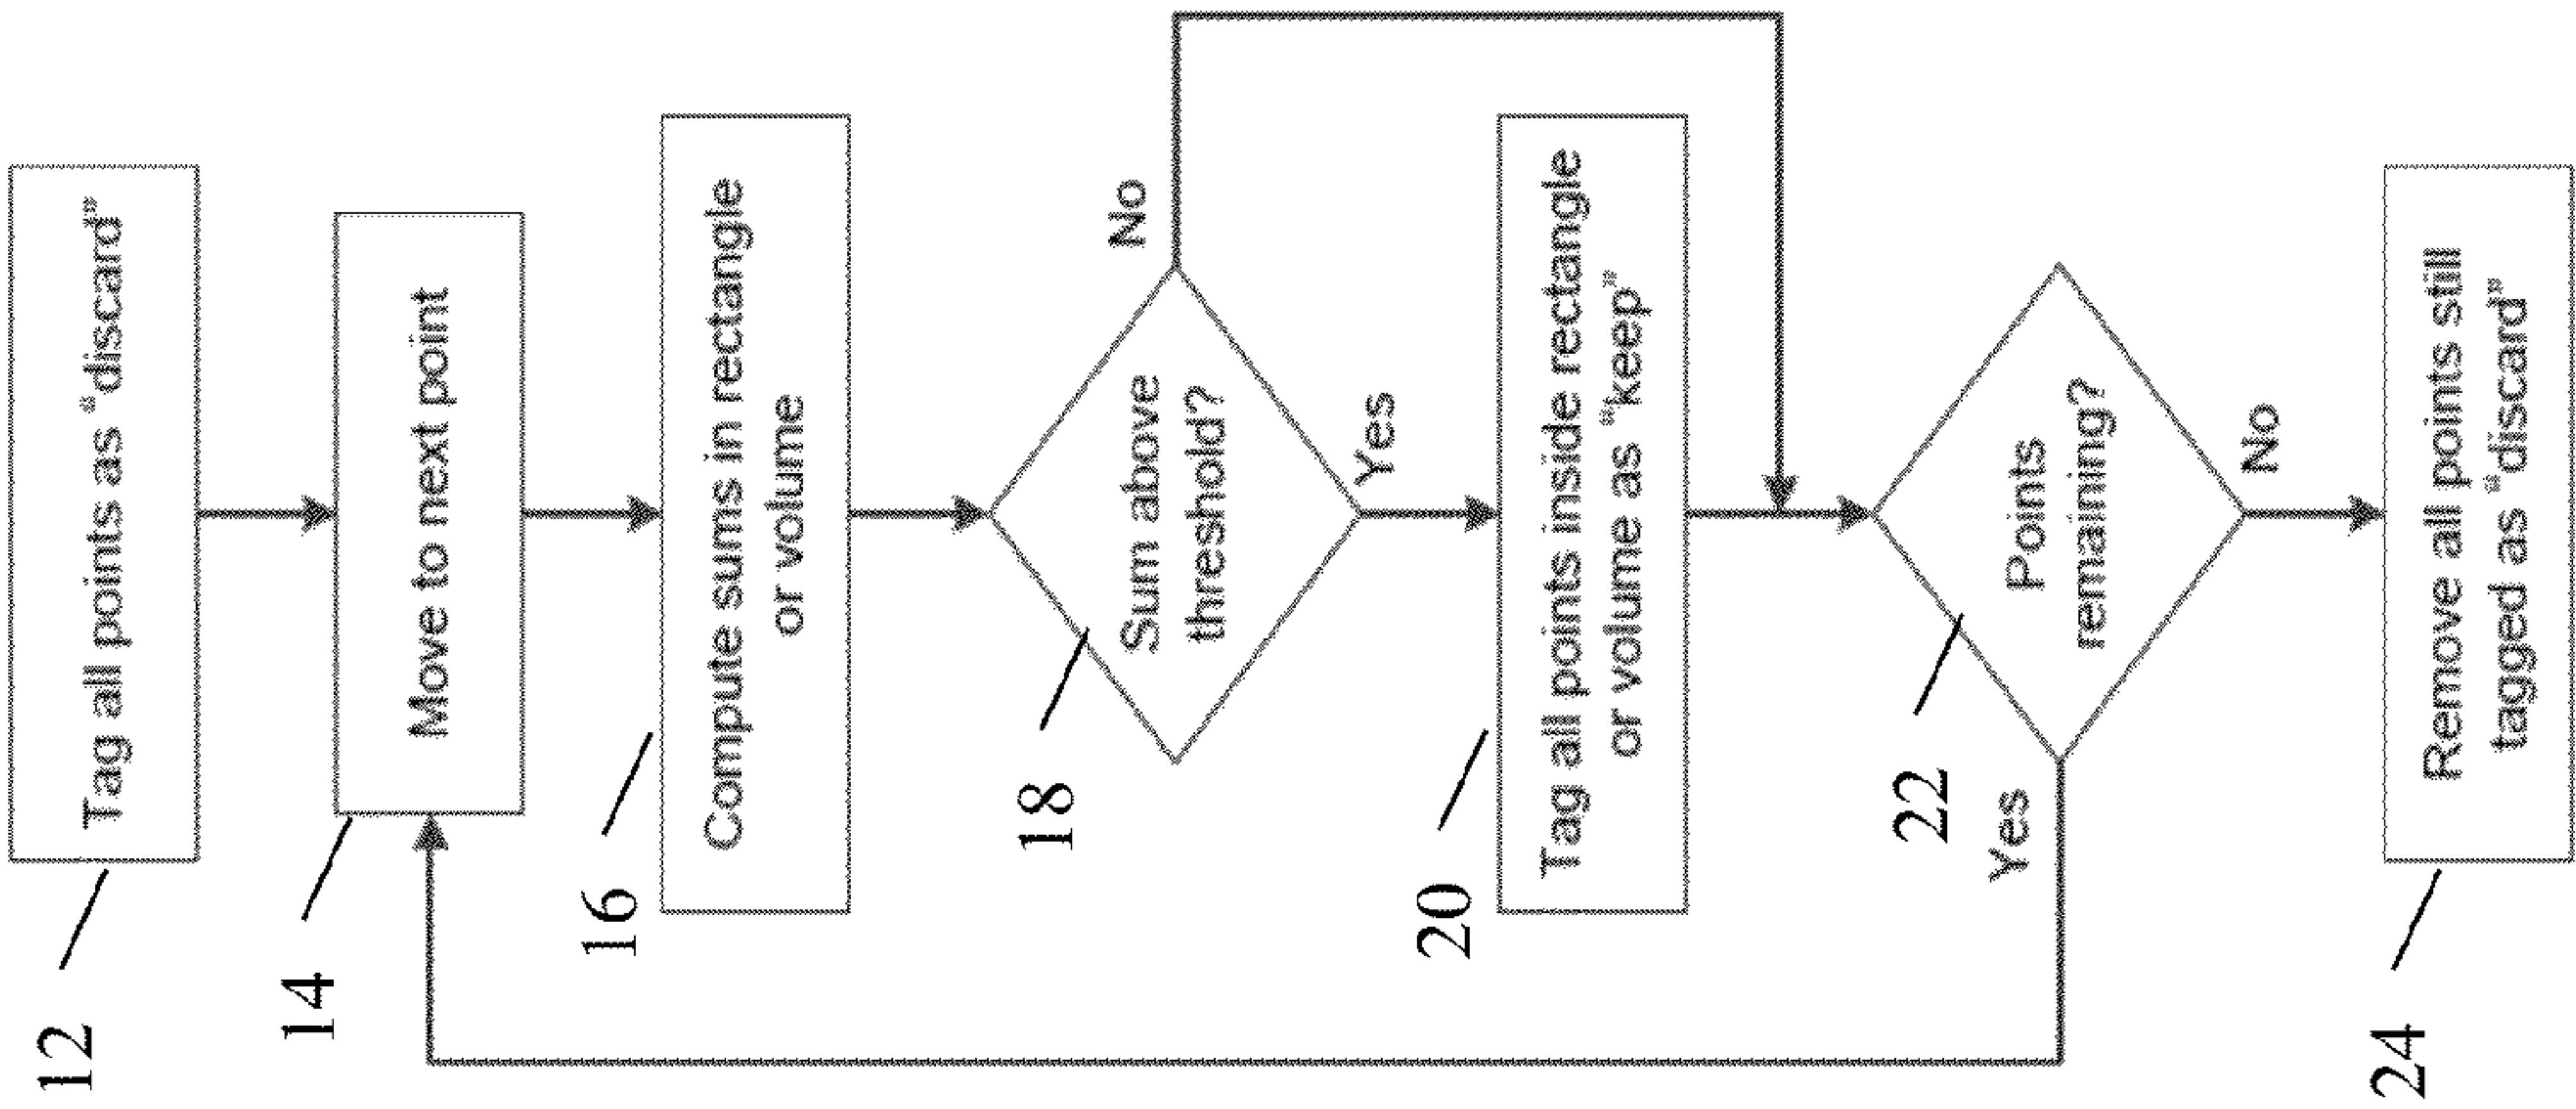 12
Tag all points as "discard"
14
Move to next point
16
Compute sums in rectangle
or volume
18
Sum above
threshold?
No
Yes
20
Tag all points inside rectangle
or volume as "keep"
22
Points
remaining?
Yes
No
24
Remove all points still
tagged as "discard"